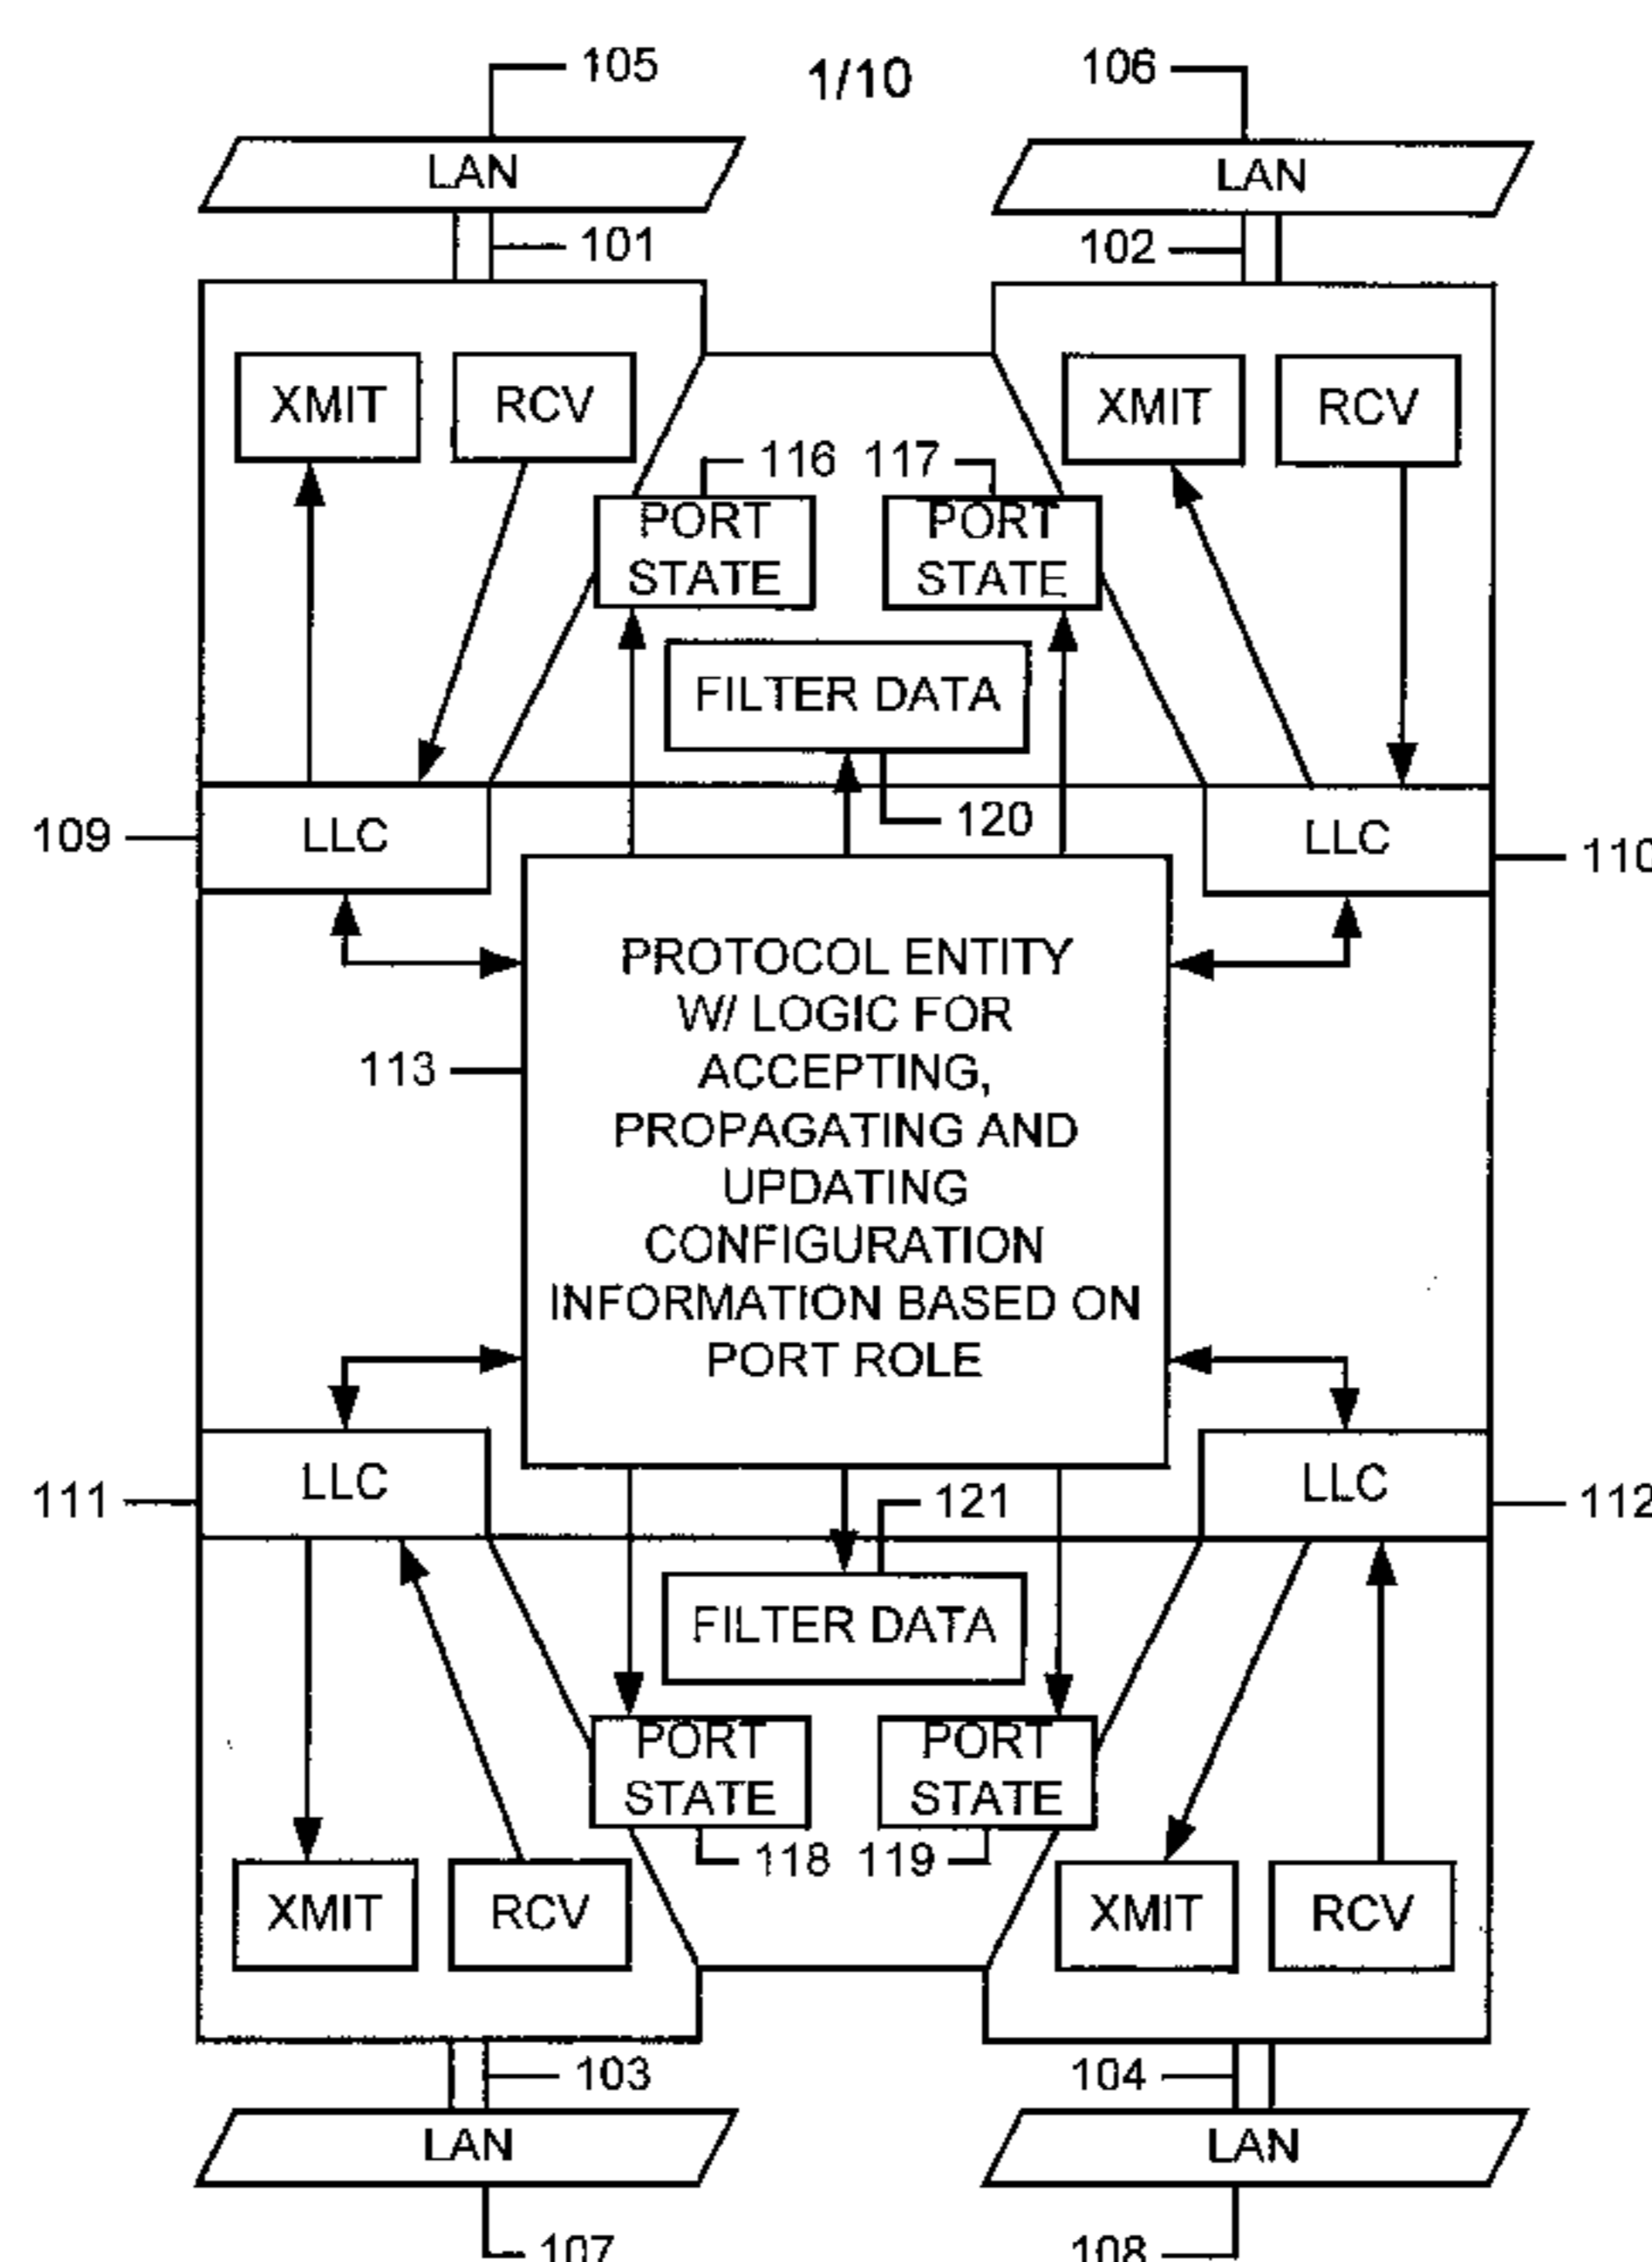 105 1/10 106
LAN LAN
101 102
XMIT RCV XMIT RCV
116 117
PORT STATE PORT STATE
FILTER DATA
120
109 LLC LLC 110
PROTOCOL ENTITY
W/ LOGIC FOR
ACCEPTING,
113
PROPAGATING AND
UPDATING
CONFIGURATION
INFORMATION BASED ON
PORT ROLE
111 LLC LLC 112
121
FILTER DATA
PORT STATE PORT STATE
118 119
XMIT RCV XMIT RCV
103 104
LAN LAN
107 108